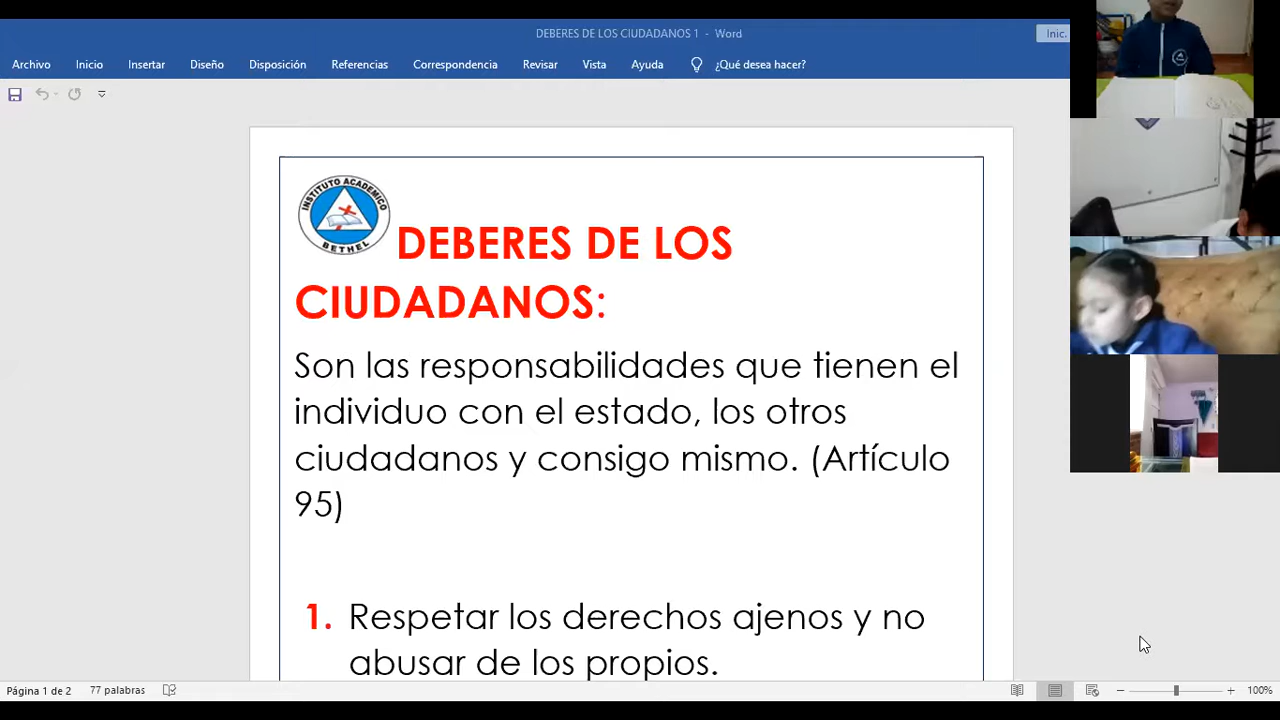 DEBERES DE LOS CIUDADANOS 1 - Word
Inic.
Archivo Inicio Insertar Diseño Disposición Referencias Correspondencia Revisar Vista Ayuda ¿Qué desea hacer?
INSTITUTO ACADEMICO
BETHEL
DEBERES DE LOS
CIUDADANOS:
Son las responsabilidades que tienen el
individuo con el estado, los otros
ciudadanos y consigo mismo. (Artículo
95)
1. Respetar los derechos ajenos y no
abusar de los propios.
Página 1 de 2 77 palabras 100%